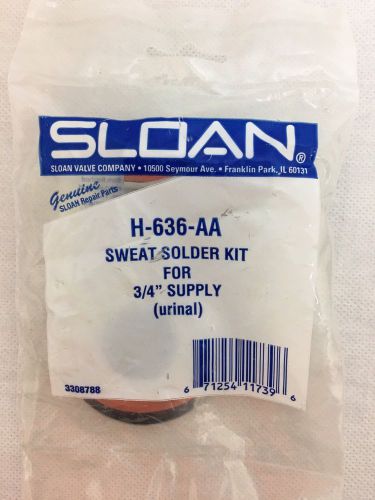 SLOAN®
SLOAN VALVE COMPANY • 10500 Seymour Ave. • Franklin Park, IL 60131
Genuine
SLOAN Repair Parts
H-636-AA
SWEAT SOLDER KIT
FOR
3/4" SUPPLY
(urinal)
3308788
6 71254 11739 6